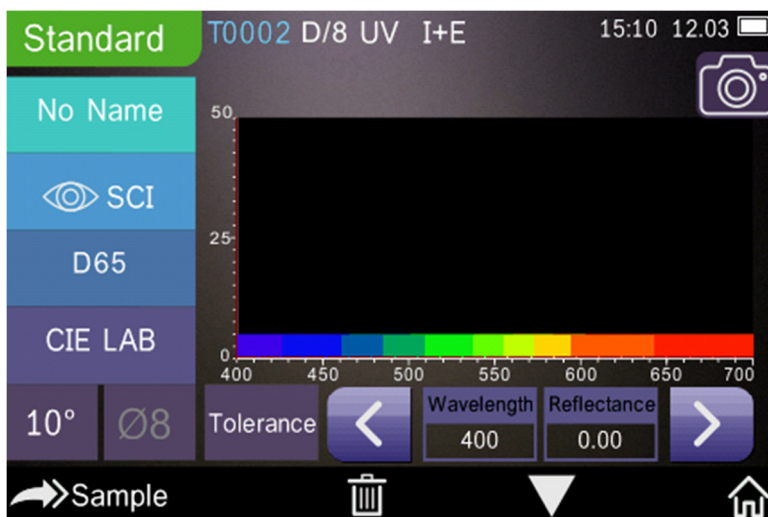 Standard
T0002 D/8 UV I+E
15:10 12.03
No Name
SCI
D65
CIE LAB
10° Ø8
50
25
0
400 450 500 550 600 650 700
Tolerance
Wavelength
400
Reflectance
0.00
Sample